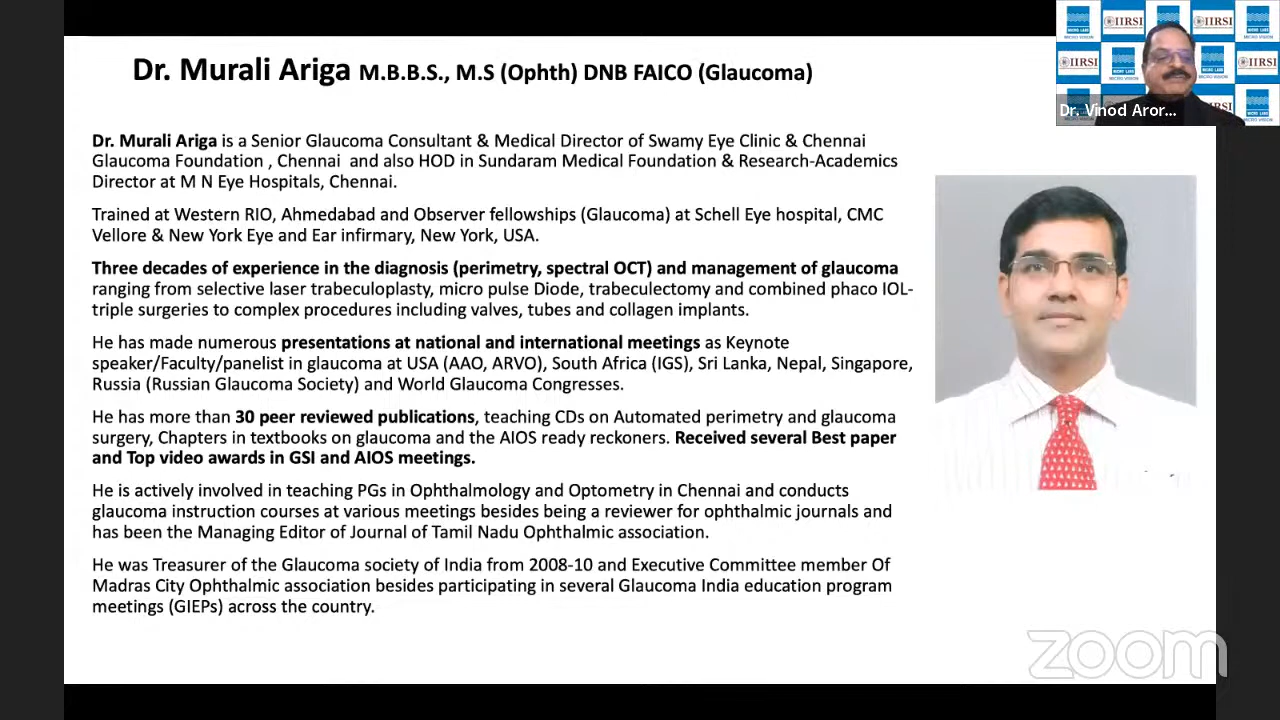 Dr. Murali Ariga M.B.B.S., M.S (Ophth) DNB FAICO (Glaucoma)
IIRSI
IIRSI
MICRO LABS
MICRO VISION
IIRSI
MICRO LABS
MICRO LABS
IIRSI
Dr. Vinod Aror...
Dr. Murali Ariga is a Senior Glaucoma Consultant & Medical Director of Swamy Eye Clinic & Chennai
Glaucoma Foundation , Chennai and also HOD in Sundaram Medical Foundation & Research-Academics
Director at M N Eye Hospitals, Chennai.
Trained at Western RIO, Ahmedabad and Observer fellowships (Glaucoma) at Schell Eye hospital, CMC
Vellore & New York Eye and Ear infirmary, New York, USA.
Three decades of experience in the diagnosis (perimetry, spectral OCT) and management of glaucoma
ranging from selective laser trabeculoplasty, micro pulse Diode, trabeculectomy and combined phaco IOL-
triple surgeries to complex procedures including valves, tubes and collagen implants.
He has made numerous presentations at national and international meetings as Keynote
speaker/Faculty/panelist in glaucoma at USA (AAO, ARVO), South Africa (IGS), Sri Lanka, Nepal, Singapore,
Russia (Russian Glaucoma Society) and World Glaucoma Congresses.
He has more than 30 peer reviewed publications, teaching CDs on Automated perimetry and glaucoma
surgery, Chapters in textbooks on glaucoma and the AIOS ready reckoners. Received several Best paper
and Top video awards in GSI and AIOS meetings.
He is actively involved in teaching PGs in Ophthalmology and Optometry in Chennai and conducts
glaucoma instruction courses at various meetings besides being a reviewer for ophthalmic journals and
has been the Managing Editor of Journal of Tamil Nadu Ophthalmic association.
He was Treasurer of the Glaucoma society of India from 2008-10 and Executive Committee member Of
Madras City Ophthalmic association besides participating in several Glaucoma India education program
meetings (GIEPs) across the country.
zoom